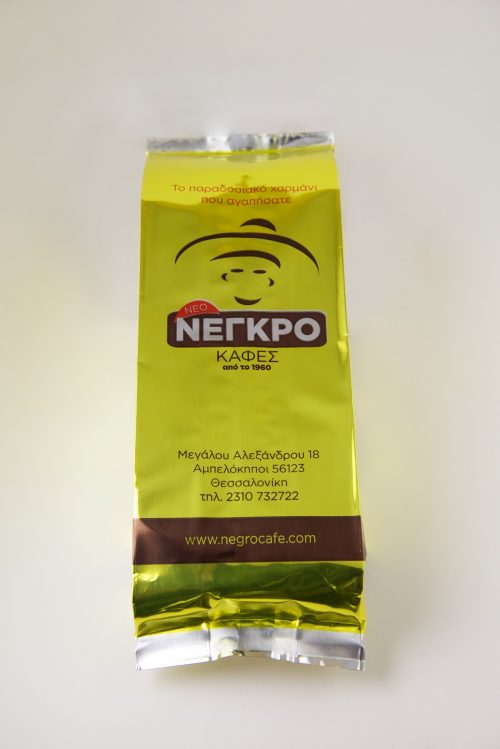 Το παραδοσιακό χαρμάνι
που αγαπήσατε
ΝΕΟ
ΝΕΓΚΡΟ
ΚΑΦΕΣ
από το 1960
Μεγάλου Αλεξάνδρου 18
Αμπελόκηποι 56123
Θεσσαλονίκη
τηλ. 2310 732722
www.negrocafe.com